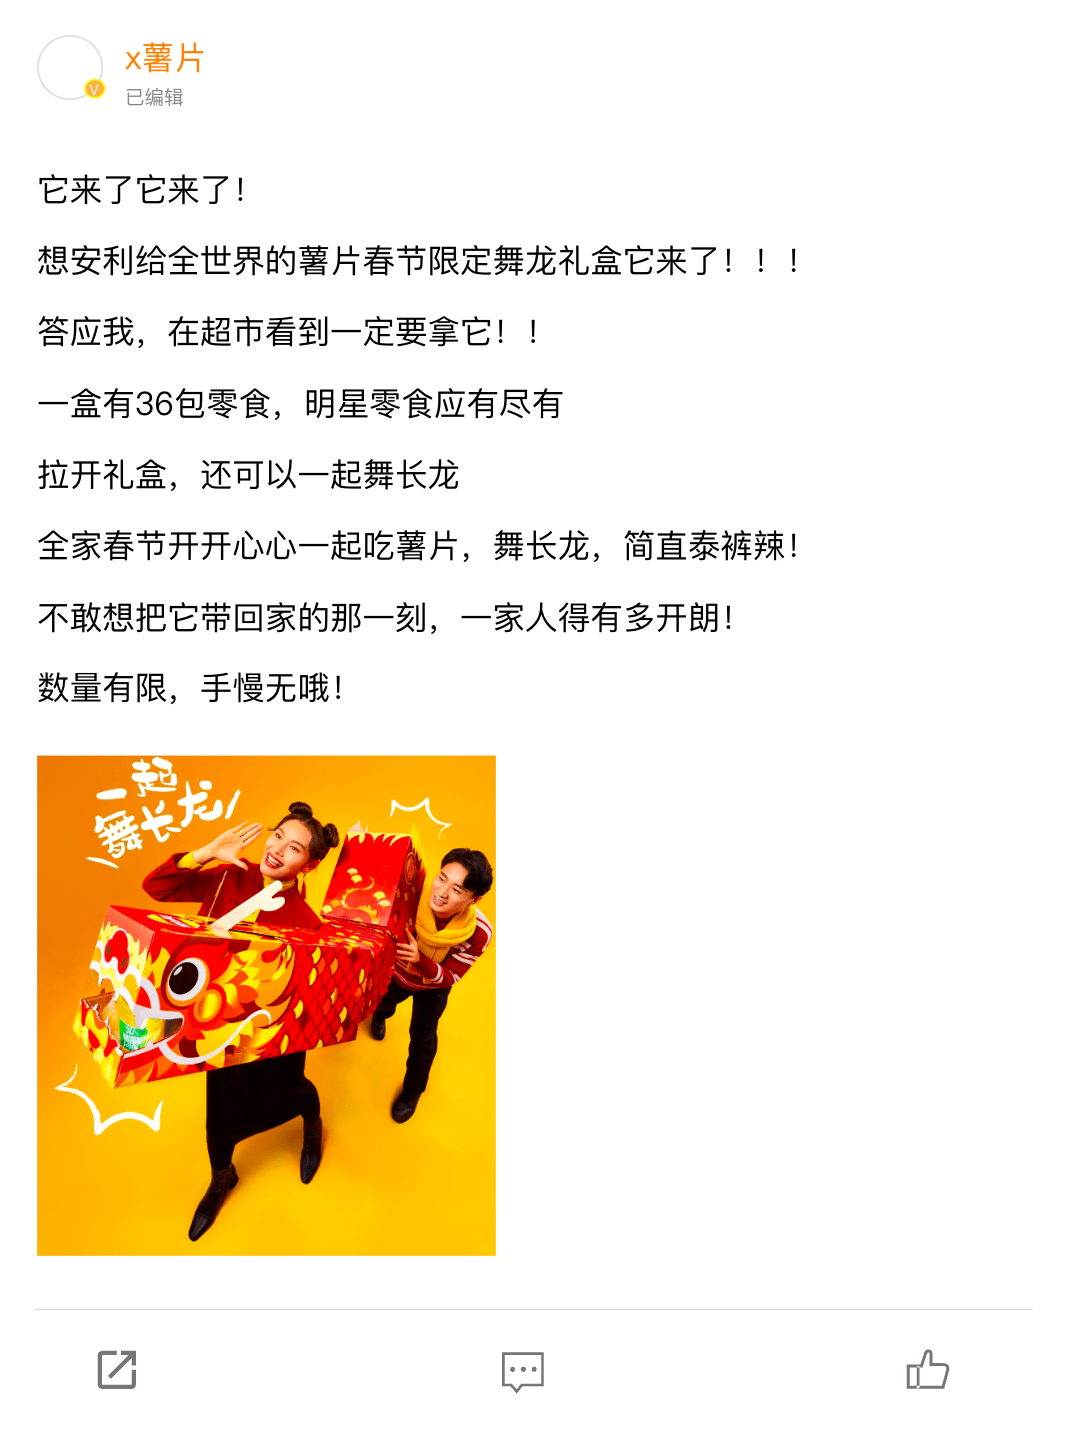 x薯片
V
已编辑
它来了它来了！
想安利给全世界的薯片春节限定舞龙礼盒它来了！！！
答应我，在超市看到一定要拿它！！
一盒有36包零食，明星零食应有尽有
拉开礼盒，还可以一起舞长龙
全家春节开开心心一起吃薯片，舞长龙，简直泰裤辣！
不敢想把它带回家的那一刻，一家人得有多开朗！
数量有限，手慢无哦！
一起
舞长龙